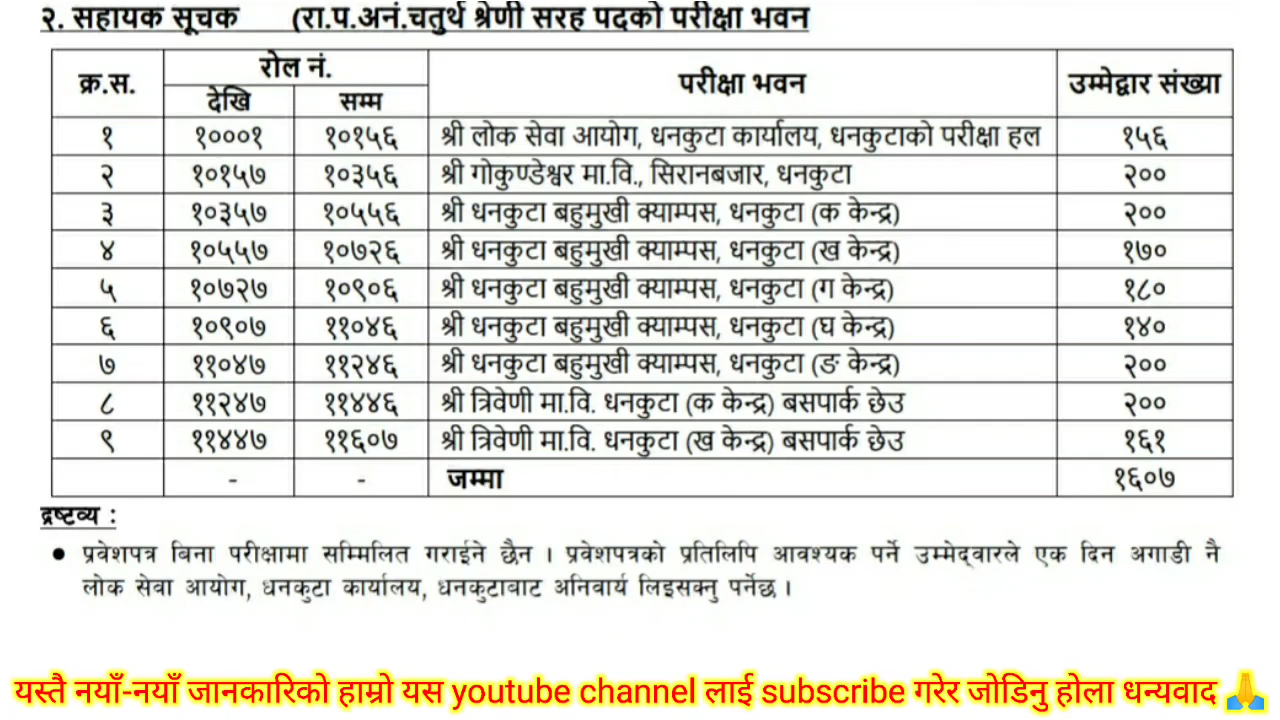 २. सहायक सूचक (रा.प.अनं.चतुर्थ श्रेणी सरह पदको परीक्षा भवन
क्र.स. रोल नं. परीक्षा भवन उम्मेद्वार संख्या
देखि सम्म
१ १०००१ १०१५६ श्री लोक सेवा आयोग, धनकुटा कार्यालय, धनकुटाको परीक्षा हल १५६
२ १०१५७ १०३५६ श्री गोकुण्डेश्वर मा.वि., सिरानबजार, धनकुटा २००
३ १०३५७ १०५५६ श्री धनकुटा बहुमुखी क्याम्पस, धनकुटा (क केन्द्र) २००
४ १०५५७ १०७२६ श्री धनकुटा बहुमुखी क्याम्पस, धनकुटा (ख केन्द्र) १७०
५ १०७२७ १०९०६ श्री धनकुटा बहुमुखी क्याम्पस, धनकुटा (ग केन्द्र) १८०
६ १०९०७ ११०४६ श्री धनकुटा बहुमुखी क्याम्पस, धनकुटा (घ केन्द्र) १४०
७ ११०४७ ११२४६ श्री धनकुटा बहुमुखी क्याम्पस, धनकुटा (ङ केन्द्र) २००
८ ११२४७ ११४४६ श्री त्रिवेणी मा.वि. धनकुटा (क केन्द्र) बसपार्क छेउ २००
९ ११४४७ ११६०७ श्री त्रिवेणी मा.वि. धनकुटा (ख केन्द्र) बसपार्क छेउ १६१
- - जम्मा १६०७
द्रष्टव्य :
● प्रवेशपत्र बिना परीक्षामा सम्मिलित गराईने छैन । प्रवेशपत्रको प्रतिलिपि आवश्यक पर्ने उम्मेद्‌वारले एक दिन अगाडी नै
लोक सेवा आयोग, धनकुटा कार्यालय, धनकुटाबाट अनिवार्य लिइसक्नु पर्नेछ ।
यस्तै नयाँ-नयाँ जानकारिको हाम्रो यस youtube channel लाई subscribe गरेर जोडिनु होला धन्यवाद 🙏